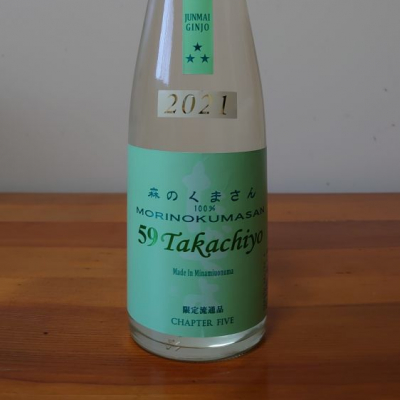 JUNMAI
GINJO
2021
森のくまさん
100%
MORINOKUMASAN
59 Takachiyo
Made In Minamiuonuma
限定流通品
CHAPTER FIVE